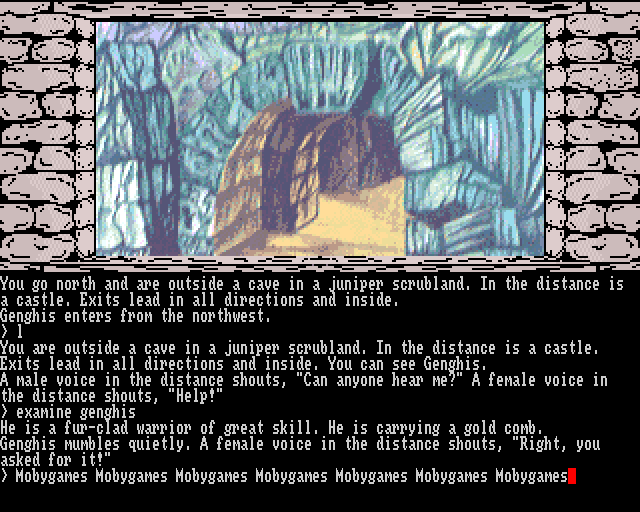 You go north and are outside a cave in a juniper scrubland. In the distance is
a castle. Exits lead in all directions and inside.
Genghis enters from the northwest.
> l
You are outside a cave in a juniper scrubland. In the distance is a castle.
Exits lead in all directions and inside. You can see Genghis.
A male voice in the distance shouts, "Can anyone hear me?" A female voice in
the distance shouts, "Help!"
> examine genghis
He is a fur-clad warrior of great skill. He is carrying a gold comb.
Genghis mumbles quietly. A female voice in the distance shouts, "Right, you
asked for it!"
> Mobygames Mobygames Mobygames Mobygames Mobygames Mobygames Mobygames